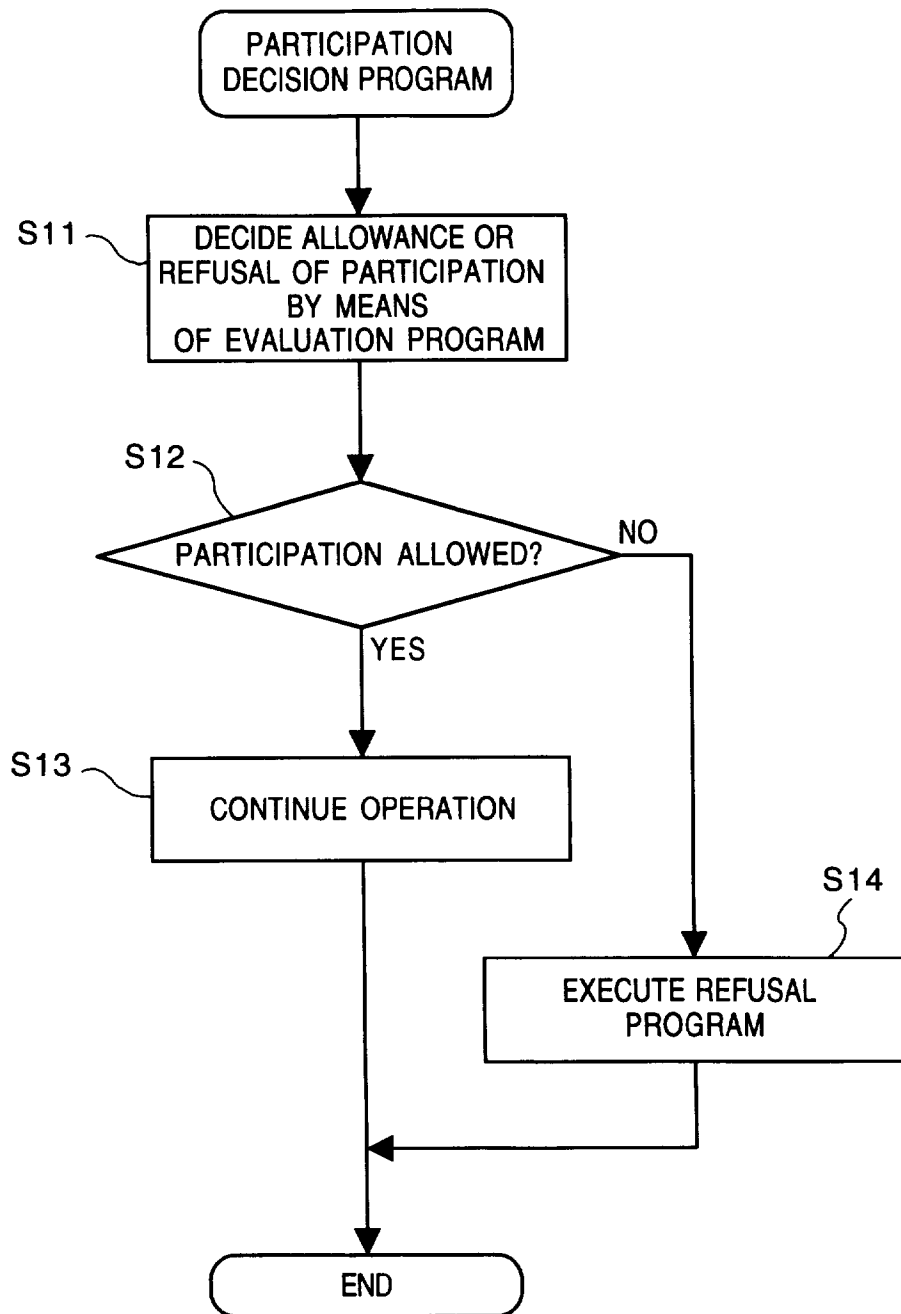 PARTICIPATION
DECISION PROGRAM
S11
DECIDE ALLOWANCE OR
REFUSAL OF PARTICIPATION
BY MEANS
OF EVALUATION PROGRAM
S12
PARTICIPATION ALLOWED?
NO
YES
S13
CONTINUE OPERATION
S14
EXECUTE REFUSAL
PROGRAM
END